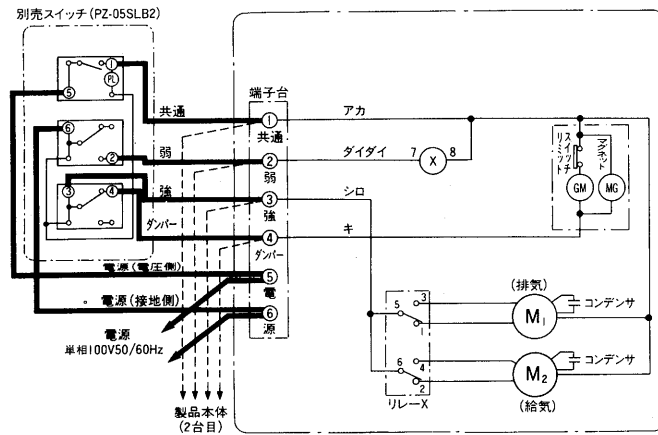 別売スイッチ(PZ-05SLB2)
① PL
⑤
⑥
②
③ ④
共通
弱
強
ダンパー
電源(電圧側)
電源(接地側)
電源
単相100V50/60Hz
製品本体
(2台目)
端子台
① 共通
② 弱
③ 強
④ ダンパー
⑤ 電
⑥ 源
アカ
ダイダイ
シロ
キ
7 X 8
リミット
スイッチ
マグネット
GM MG
5 3 1
6 4 2
リレーX
(排気)
M1
コンデンサ
M2
コンデンサ
(給気)